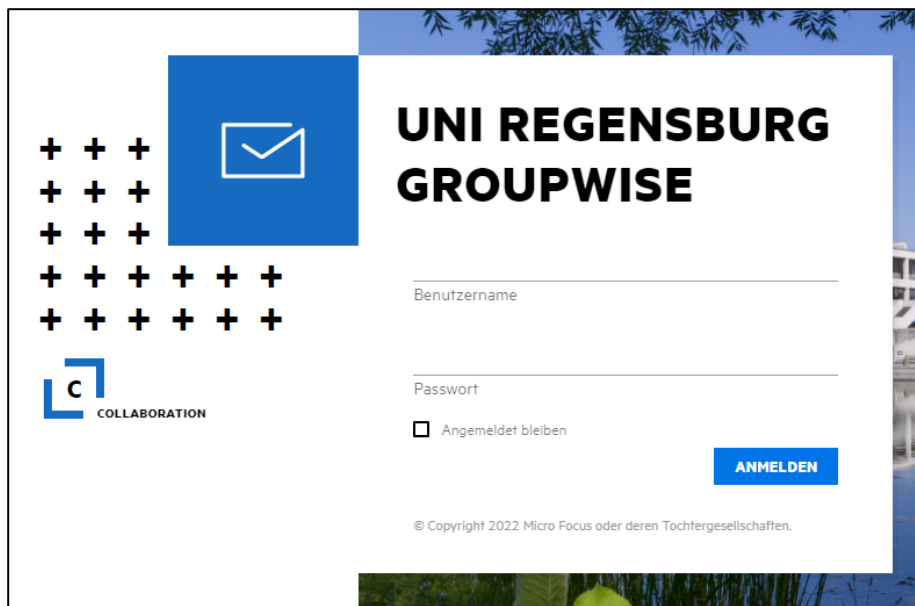 UNI REGENSBURG
GROUPWISE
Benutzername
Passwort
Angemeldet bleiben
ANMELDEN
© Copyright 2022 Micro Focus oder deren Tochtergesellschaften.
C
COLLABORATION